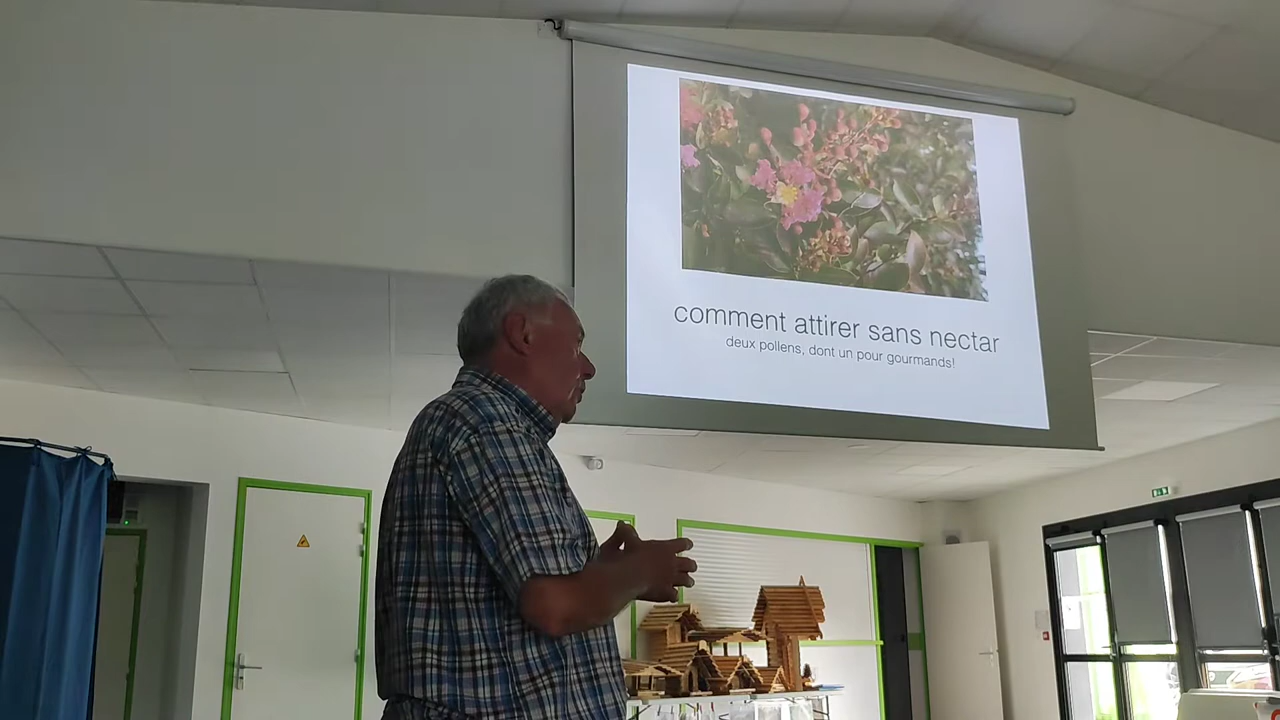 comment attirer sans nectar
deux pollens, dont un pour gourmands!